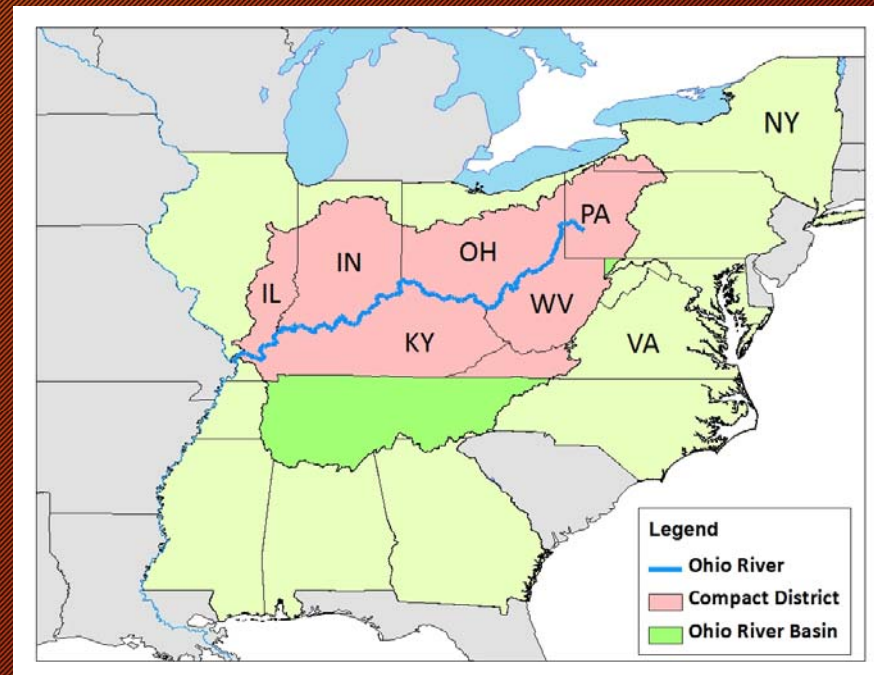 NY
PA
OH
IN
IL
WV
KY
VA
Legend
Ohio River
Compact District
Ohio River Basin